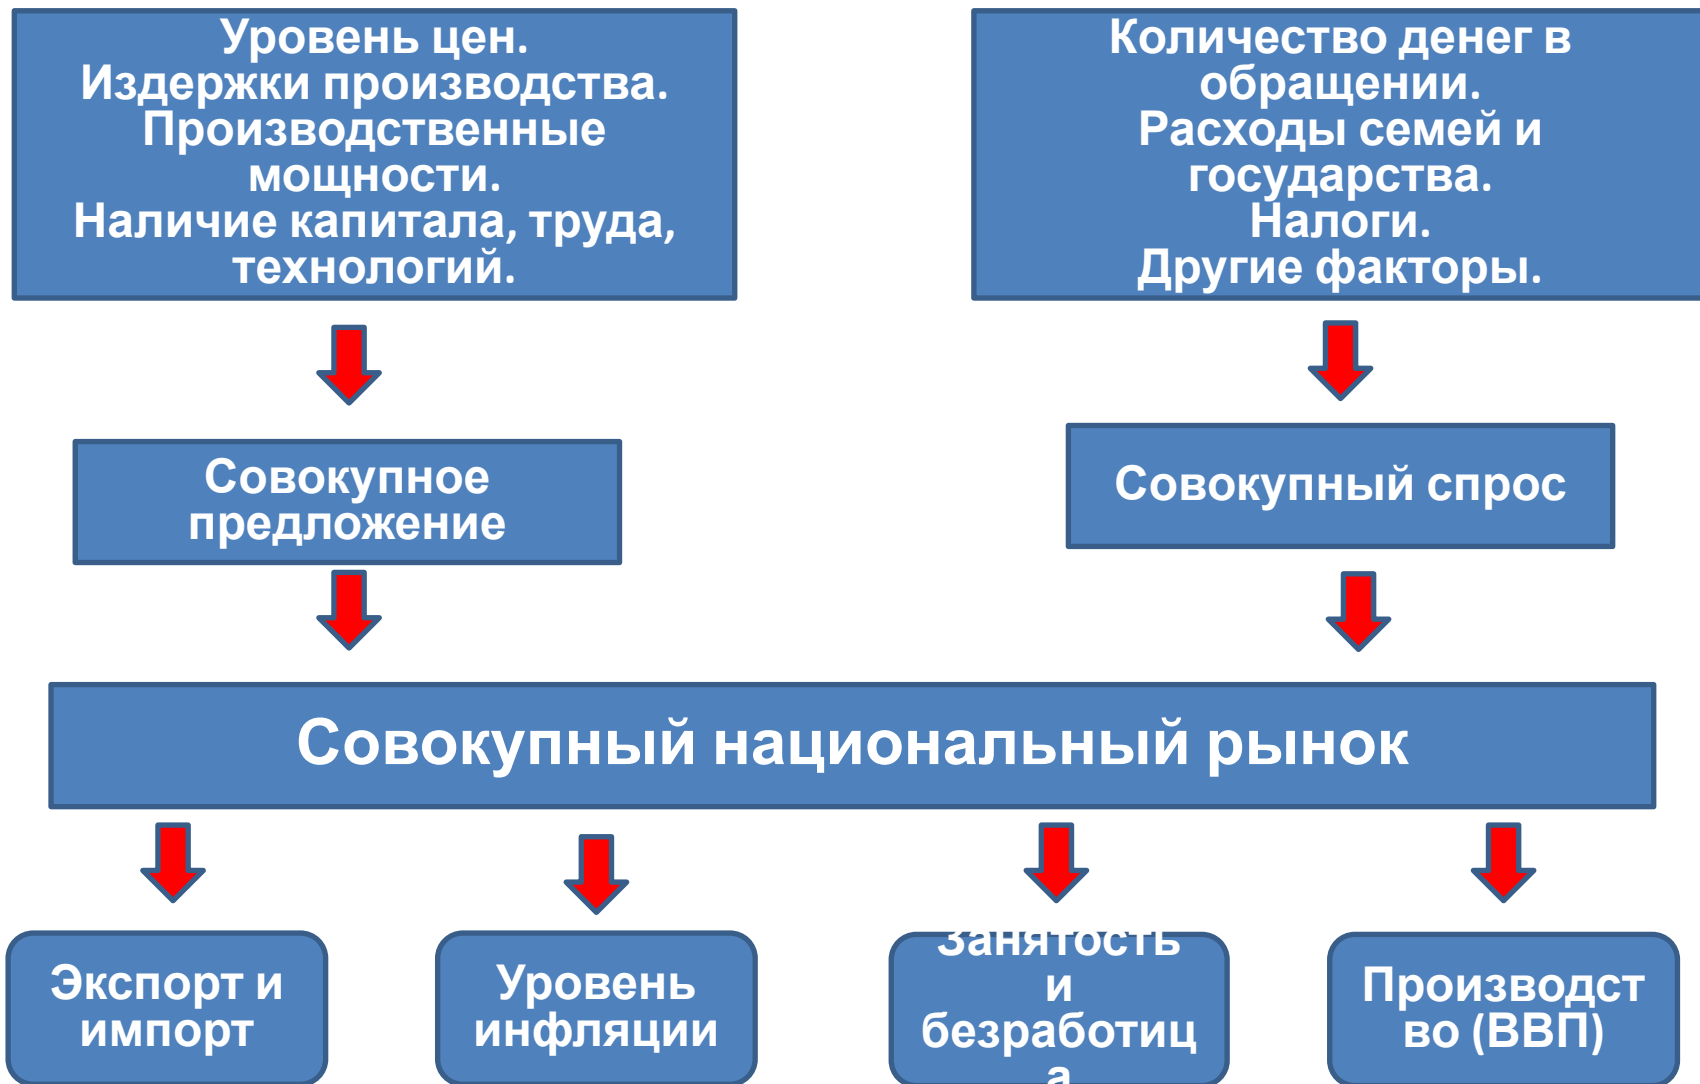 Уровень цен.
Издержки производства.
Производственные
мощности.
Наличие капитала, труда,
технологий.
Количество денег в
обращении.
Расходы семей и
государства.
Налоги.
Другие факторы.
Совокупное
предложение
Совокупный спрос
Совокупный национальный рынок
Экспорт и
импорт
Уровень
инфляции
Занятость
и
безработиц
а
Производст
во (ВВП)